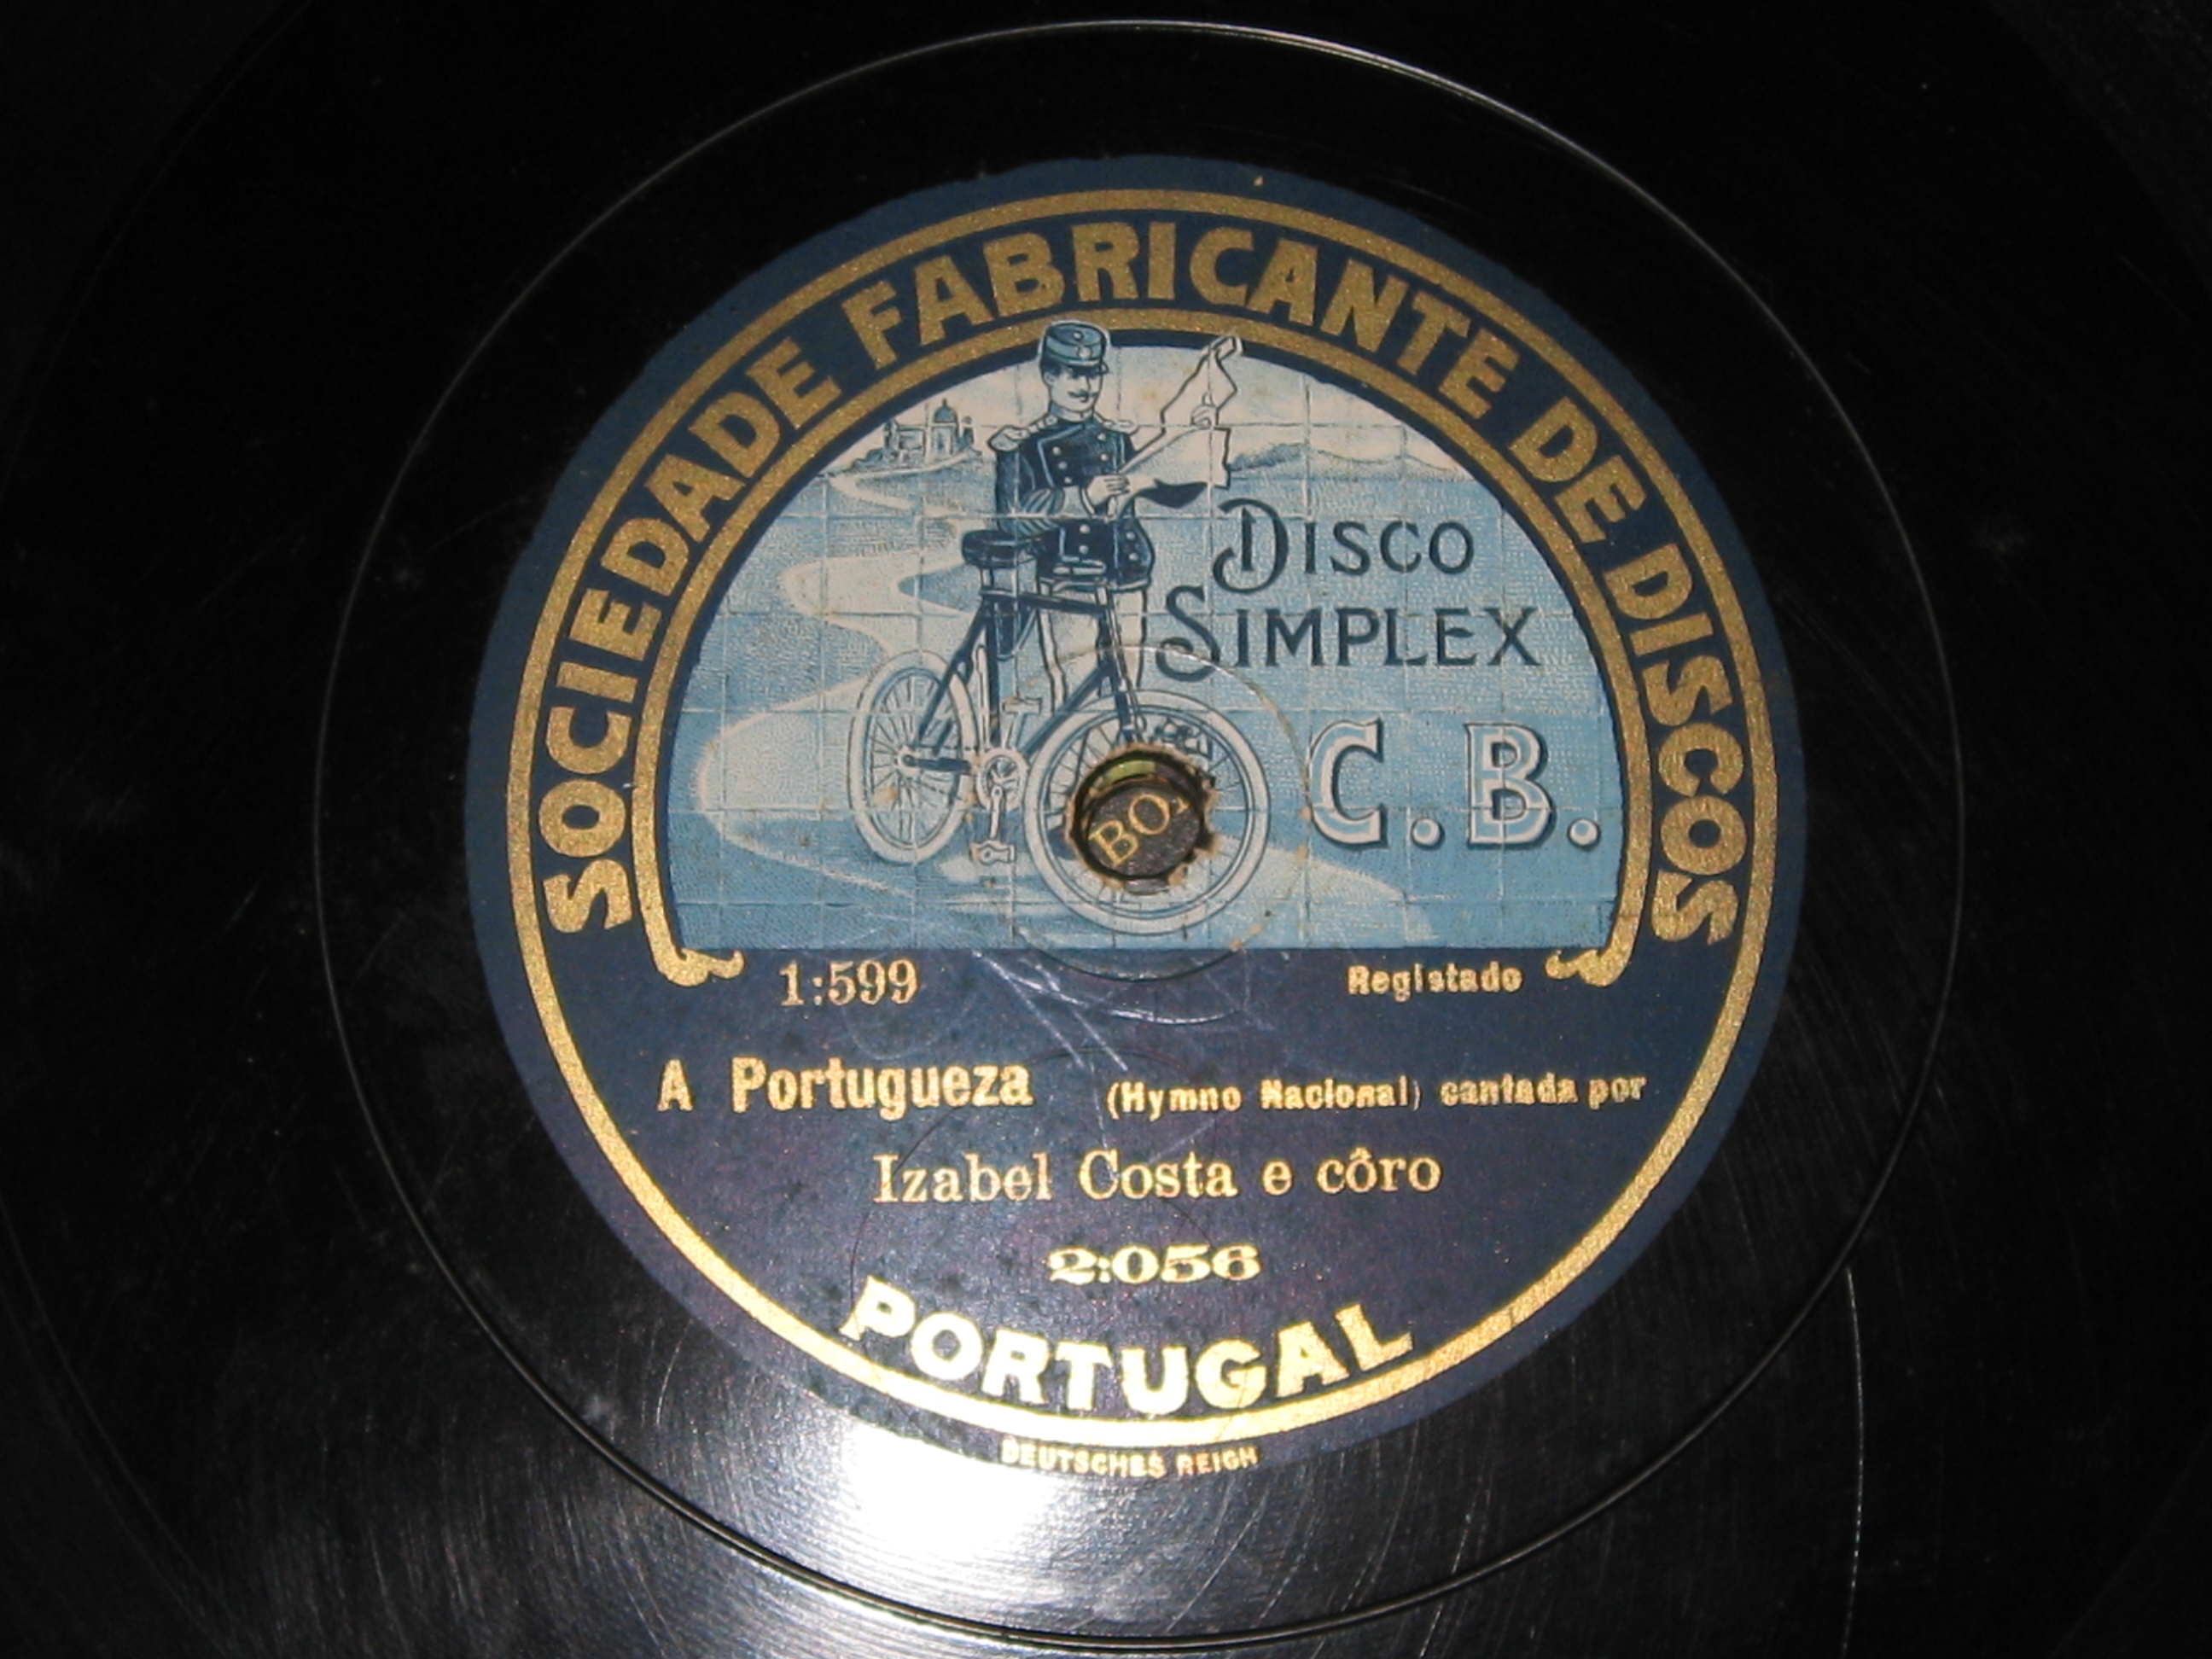 SOCIEDADE FABRICANTE DE DISCOS
DISCO
SIMPLEX
C.B.
BO.
1:599
Registado
A Portugueza (Hymno Nacional) cantada por
Izabel Costa e côro
2:056
PORTUGAL
DEUTSCHES REICH